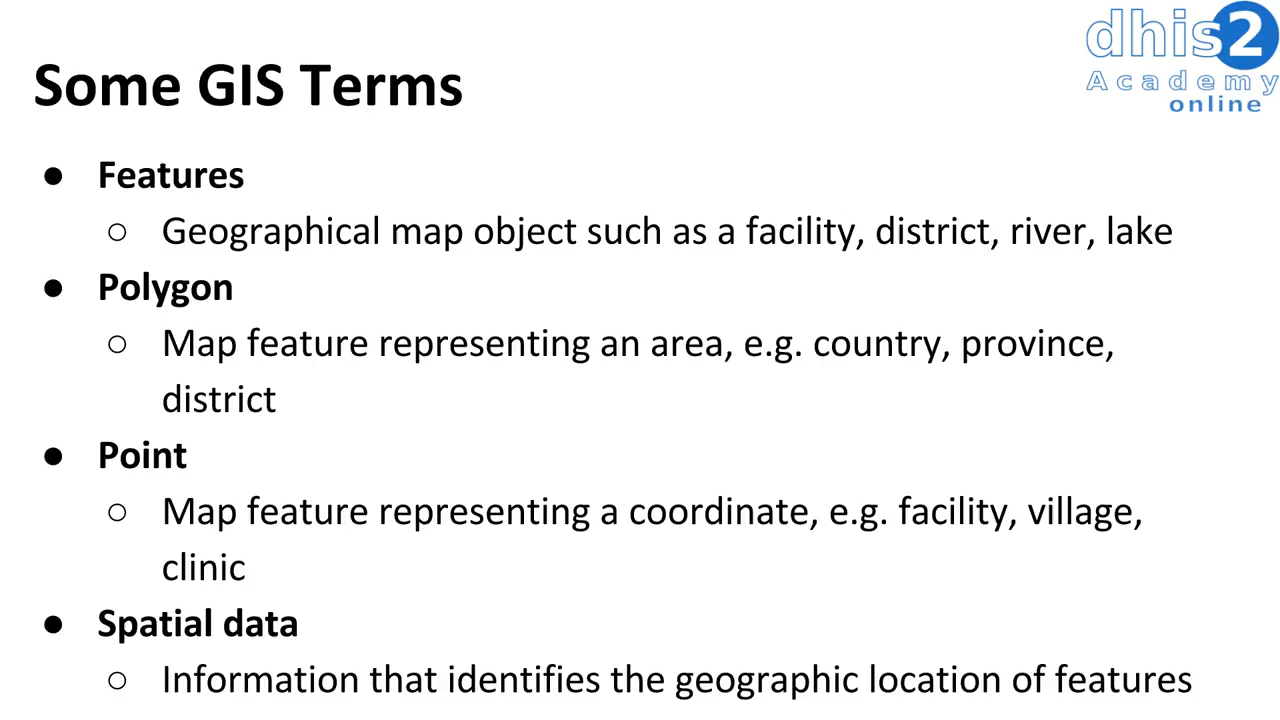 dhis2
Academy
online
Some GIS Terms
● Features
○ Geographical map object such as a facility, district, river, lake
● Polygon
○ Map feature representing an area, e.g. country, province,
district
● Point
○ Map feature representing a coordinate, e.g. facility, village,
clinic
● Spatial data
○ Information that identifies the geographic location of features